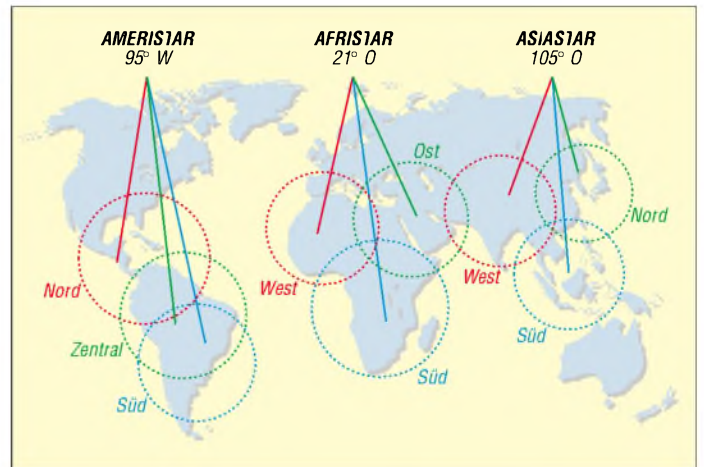 AMERISTAR
95° W
AFRISTAR
21° O
ASIASTAR
105° O
Ost
Nord
West
West
Nord
Zentral
Süd
Süd
Süd